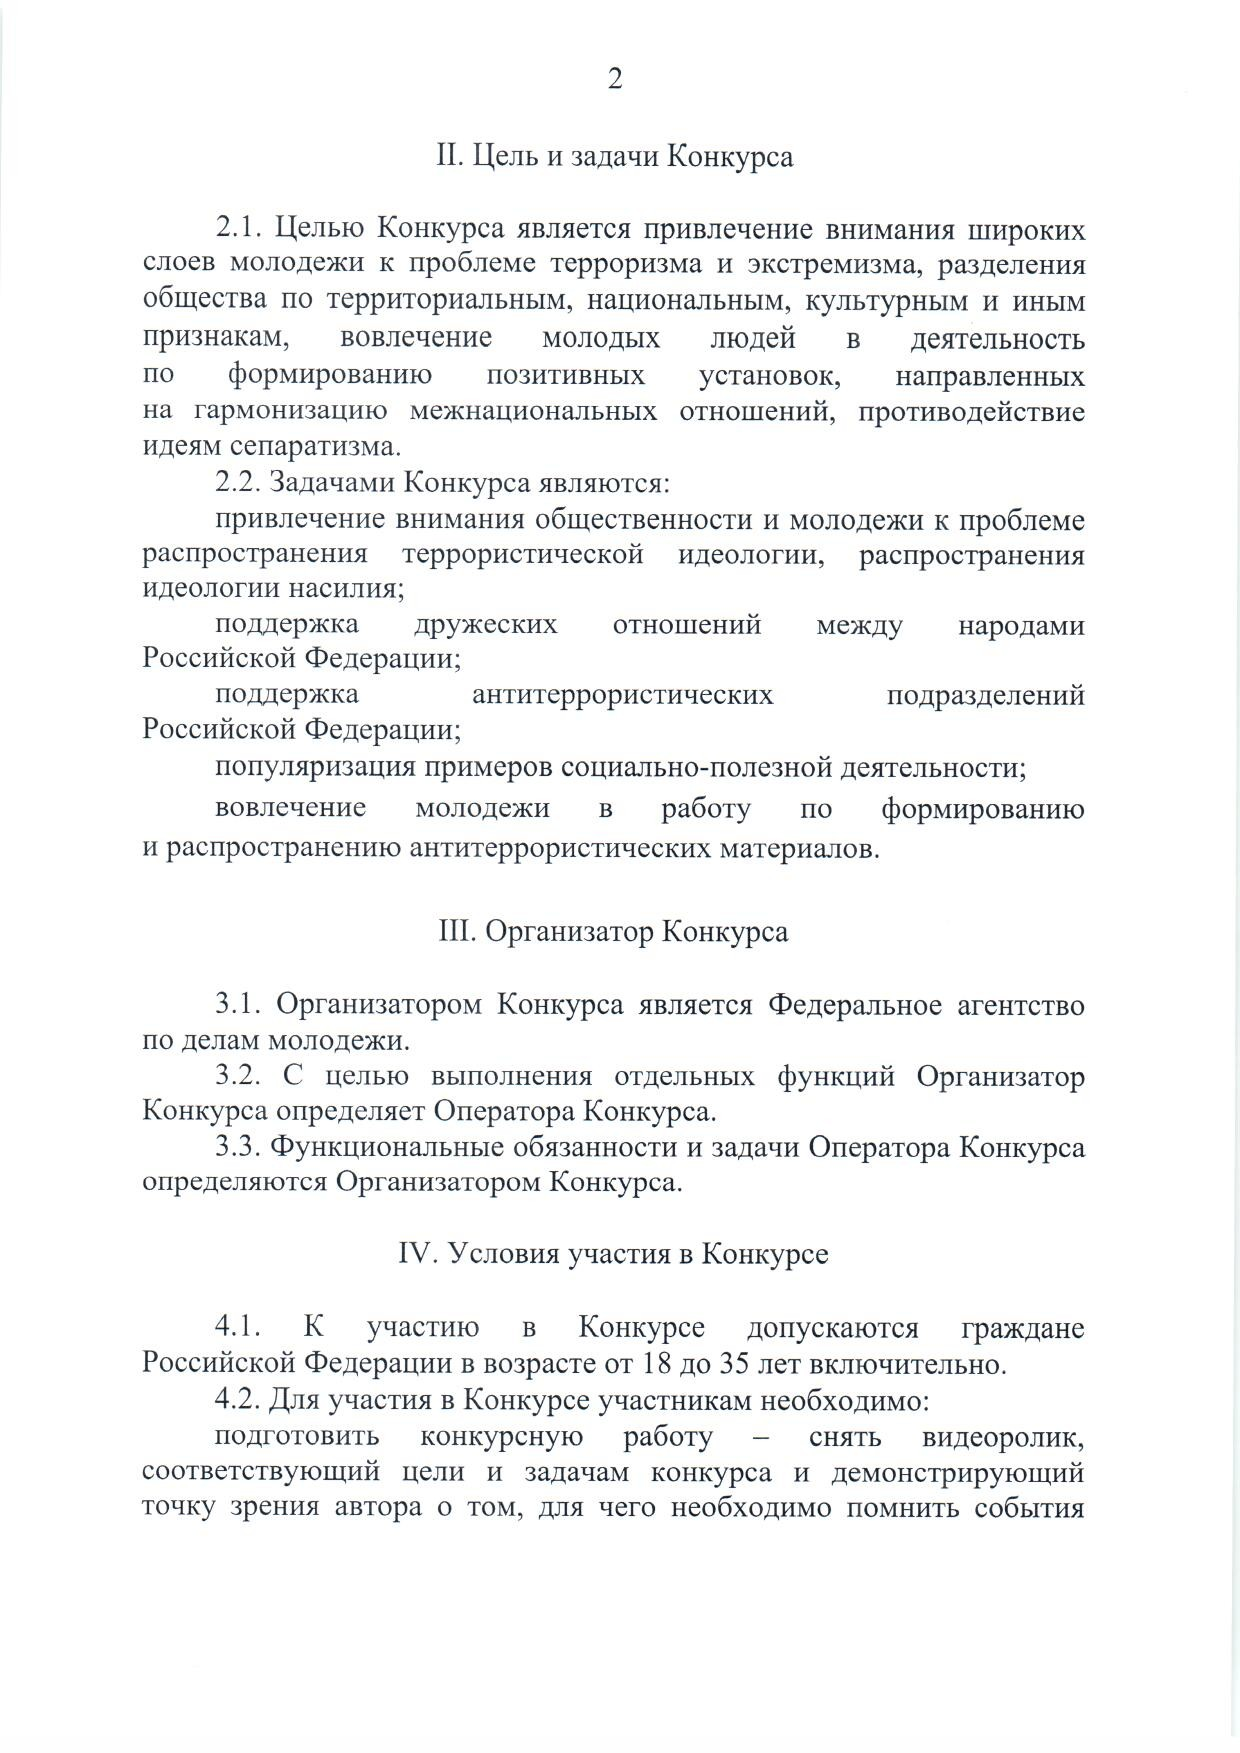 2
II. Цель и задачи Конкурса
2.1. Целью Конкурса является привлечение внимания широких
слоев молодежи к проблеме терроризма и экстремизма, разделения
общества по территориальным, национальным, культурным и иным
признакам, вовлечение молодых людей в деятельность
по формированию позитивных установок, направленных
на гармонизацию межнациональных отношений, противодействие
идеям сепаратизма.
2.2. Задачами Конкурса являются:
привлечение внимания общественности и молодежи к проблеме
распространения террористической идеологии, распространения
идеологии насилия;
поддержка дружеских отношений между народами
Российской Федерации;
поддержка антитеррористических подразделений
Российской Федерации;
популяризация примеров социально-полезной деятельности;
вовлечение молодежи в работу по формированию
и распространению антитеррористических материалов.
III. Организатор Конкурса
3.1. Организатором Конкурса является Федеральное агентство
по делам молодежи.
3.2. С целью выполнения отдельных функций Организатор
Конкурса определяет Оператора Конкурса.
3.3. Функциональные обязанности и задачи Оператора Конкурса
определяются Организатором Конкурса.
IV. Условия участия в Конкурсе
4.1. К участию в Конкурсе допускаются граждане
Российской Федерации в возрасте от 18 до 35 лет включительно.
4.2. Для участия в Конкурсе участникам необходимо:
подготовить конкурсную работу – снять видеоролик,
соответствующий цели и задачам конкурса и демонстрирующий
точку зрения автора о том, для чего необходимо помнить события